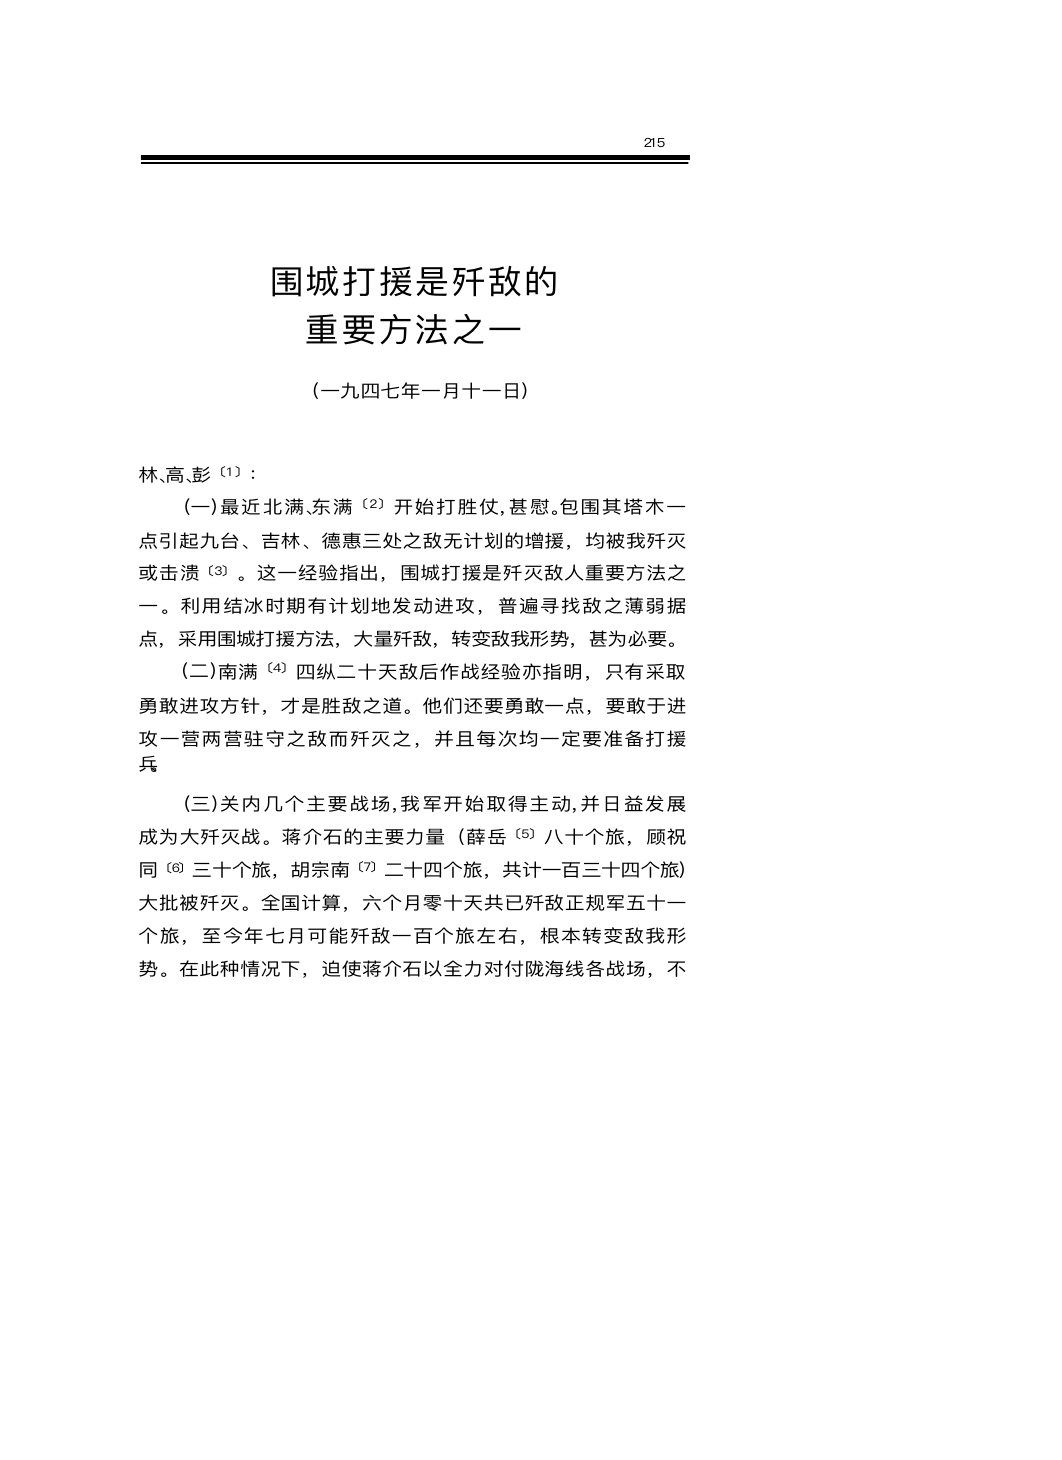 215
围城打援是歼敌的
重要方法之一
(一九四七年一月十一日)
林、高、彭〔1〕:
(一)最近北满、东满〔2〕开始打胜仗,甚慰。包围其塔木一
点引起九台、吉林、德惠三处之敌无计划的增援，均被我歼灭
或击溃〔3〕。这一经验指出，围城打援是歼灭敌人重要方法之
一。利用结冰时期有计划地发动进攻，普遍寻找敌之薄弱据
点，采用围城打援方法，大量歼敌，转变敌我形势，甚为必要。
(二)南满〔4〕四纵二十天敌后作战经验亦指明，只有采取
勇敢进攻方针，才是胜敌之道。他们还要勇敢一点，要敢于进
攻一营两营驻守之敌而歼灭之，并且每次均一定要准备打援
兵。
(三)关内几个主要战场,我军开始取得主动,并日益发展
成为大歼灭战。蒋介石的主要力量（薛岳〔5〕八十个旅，顾祝
同〔6〕三十个旅，胡宗南〔7〕二十四个旅，共计一百三十四个旅)
大批被歼灭。全国计算，六个月零十天共已歼敌正规军五十一
个旅，至今年七月可能歼敌一百个旅左右，根本转变敌我形
势。在此种情况下，迫使蒋介石以全力对付陇海线各战场，不